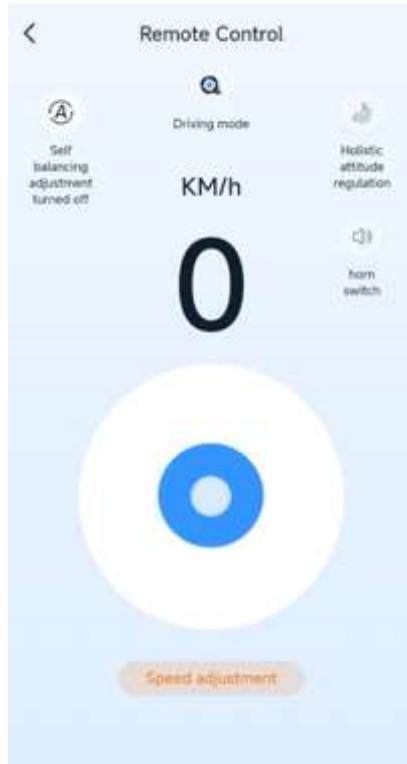 Remote Control
Driving mode
Self
balancing
adjustment
turned off
Holistic
attitude
regulation
KM/h
horn
switch
0
Speed adjustment